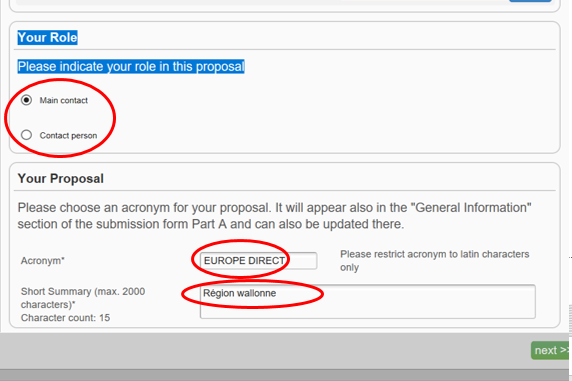 Your Role
Please indicate your role in this proposal
Main contact
Contact person
Your Proposal
Please choose an acronym for your proposal. It will appear also in the "General Information"
section of the submission form Part A and can also be updated there.
Acronym*
EUROPE DIRECT
Please restrict acronym to latin characters
only
Short Summary (max. 2000
characters)*
Character count: 15
Région wallonne
next >>